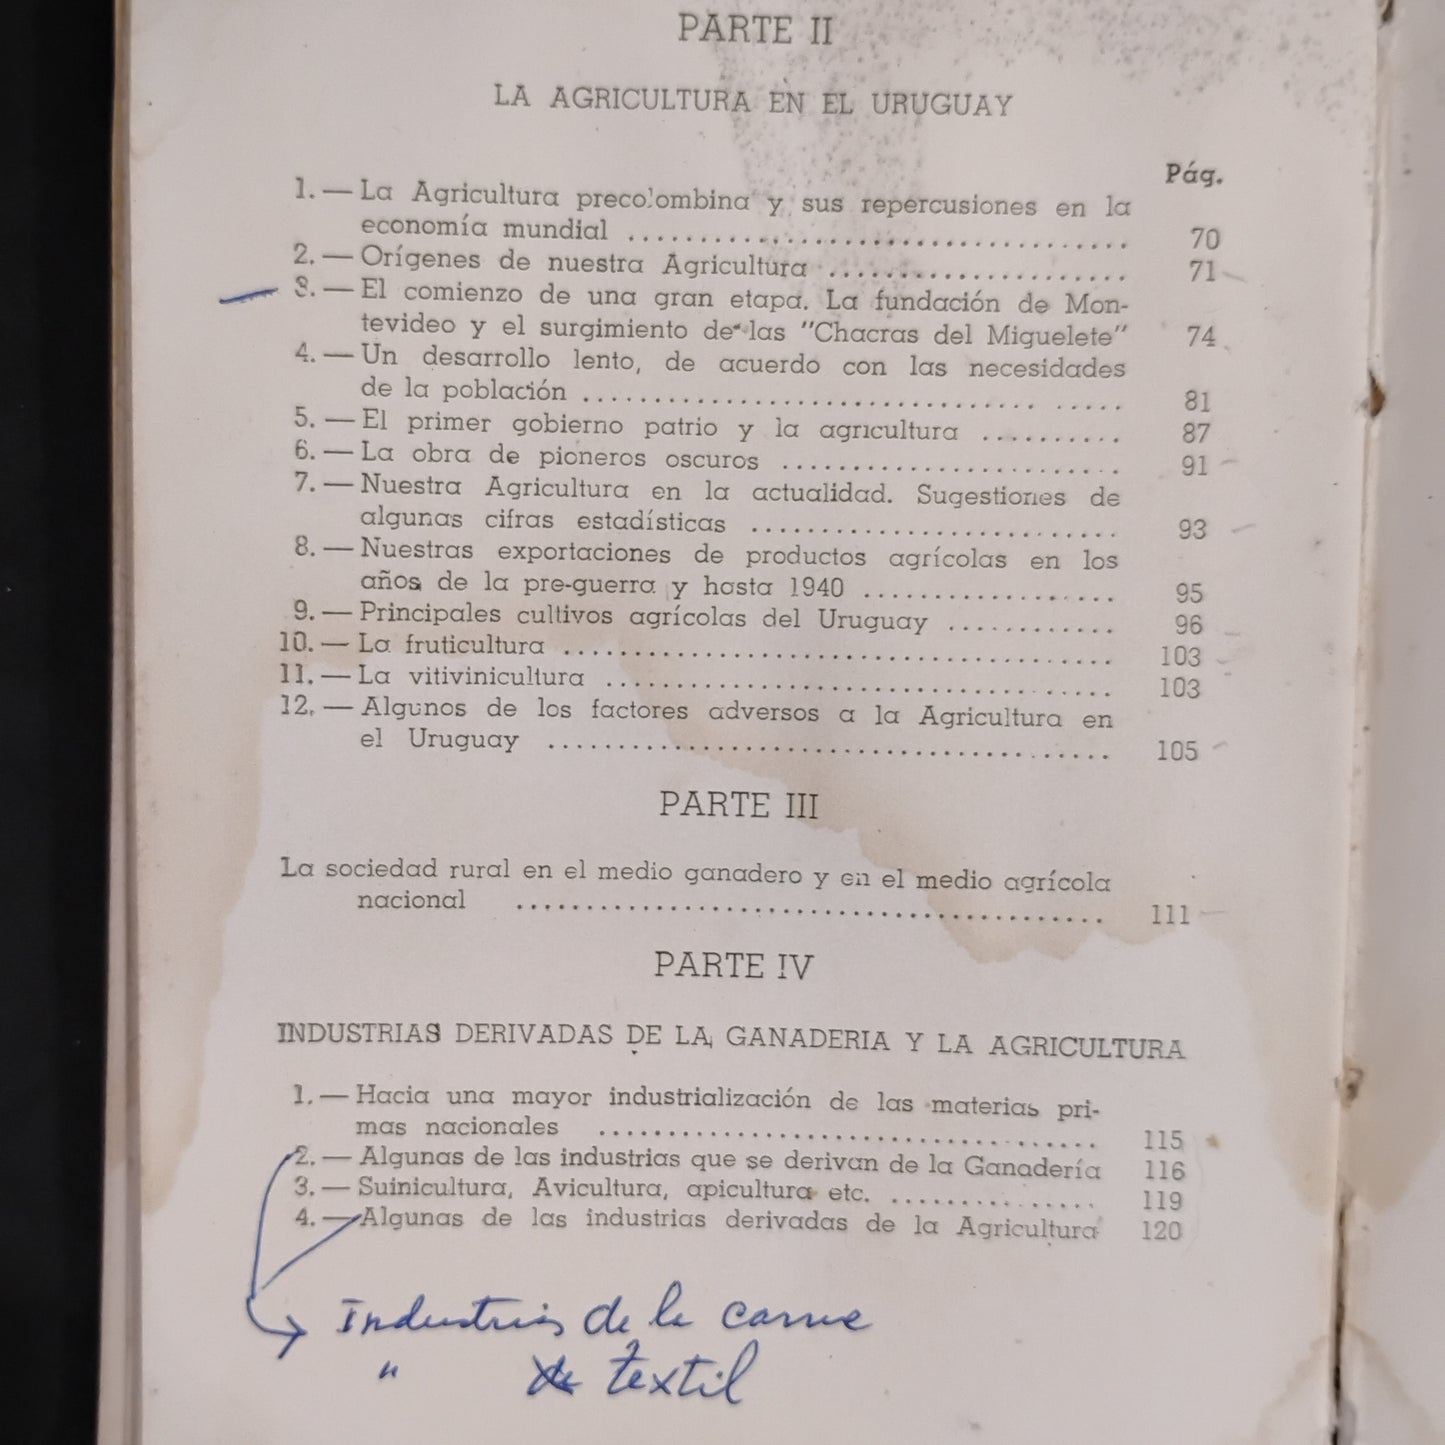 PARTE II
LA AGRICULTURA EN EL URUGUAY
Pág.
1. — La Agricultura precolombina y sus repercusiones en la
economía mundial ........................................ 70
2. — Orígenes de nuestra Agricultura ...................... 71
3. — El comienzo de una gran etapa. La fundación de Mon-
tevideo y el surgimiento de las "Chacras del Miguelete" 74
4. — Un desarrollo lento, de acuerdo con las necesidades
de la población ...................................... 81
5. — El primer gobierno patrio y la agricultura .......... 87
6. — La obra de pioneros oscuros ........................ 91
7. — Nuestra Agricultura en la actualidad. Sugestiones de
algunas cifras estadísticas .......................... 93
8. — Nuestras exportaciones de productos agrícolas en los
años de la pre-guerra y hasta 1940 .................. 95
9. — Principales cultivos agrícolas del Uruguay ............ 96
10. — La fruticultura ...................................... 103
11. — La vitivinicultura .................................... 103
12. — Algunos de los factores adversos a la Agricultura en
el Uruguay ........................................ 105
PARTE III
La sociedad rural en el medio ganadero y en el medio agrícola
nacional .......................................... 111
PARTE IV
INDUSTRIAS DERIVADAS DE LA GANADERIA Y LA AGRICULTURA
1. — Hacia una mayor industrialización de las materias pri-
mas nacionales .................................... 115
2. — Algunas de las industrias que se derivan de la Ganadería 116
3. — Suinicultura, Avicultura, apicultura etc. ............... 119
4. — Algunas de las industrias derivadas de la Agricultura 120
Industrias de la carne
" textil